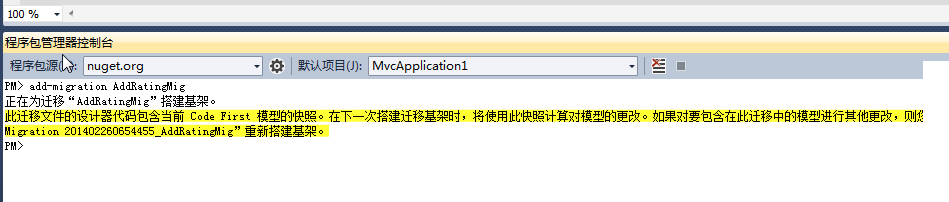 100 %
程序包管理器控制台
程序包源(
nuget.org
默认项目(J):
MvcApplication1
PM> add-migration AddRatingMig
正在为迁移“AddRatingMig”搭建基架。
此迁移文件的设计器代码包含当前 Code First 模型的快照。在下一次搭建迁移基架时，将使用此快照计算对模型的更改。如果对要包含在此迁移中的模型进行其他更改，则
Migration 201402260654455_AddRatingMig”重新搭建基架。
PM>